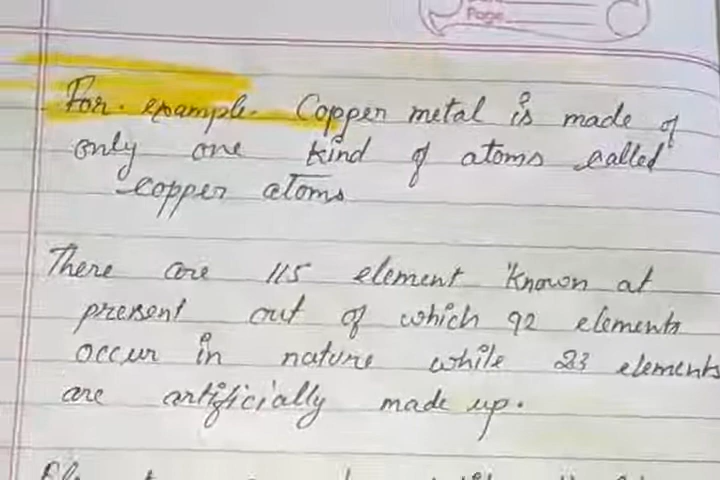 Page
For. example. Copper metal is made of
only one kind of atoms called
copper atoms
There are 115 element known at
present out of which 92 elements
occur in nature while 23 elements
are artificially made up.